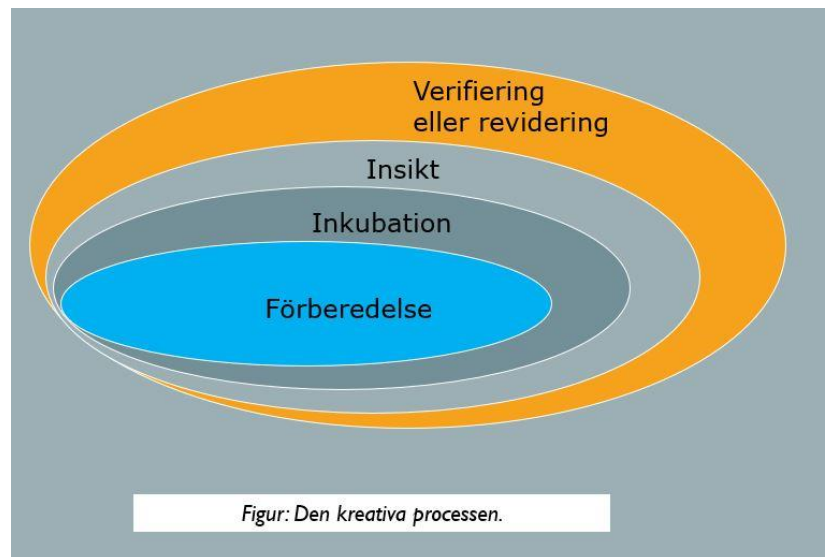 Verifiering
eller revidering
Insikt
Inkubation
Förberedelse
Figur: Den kreativa processen.